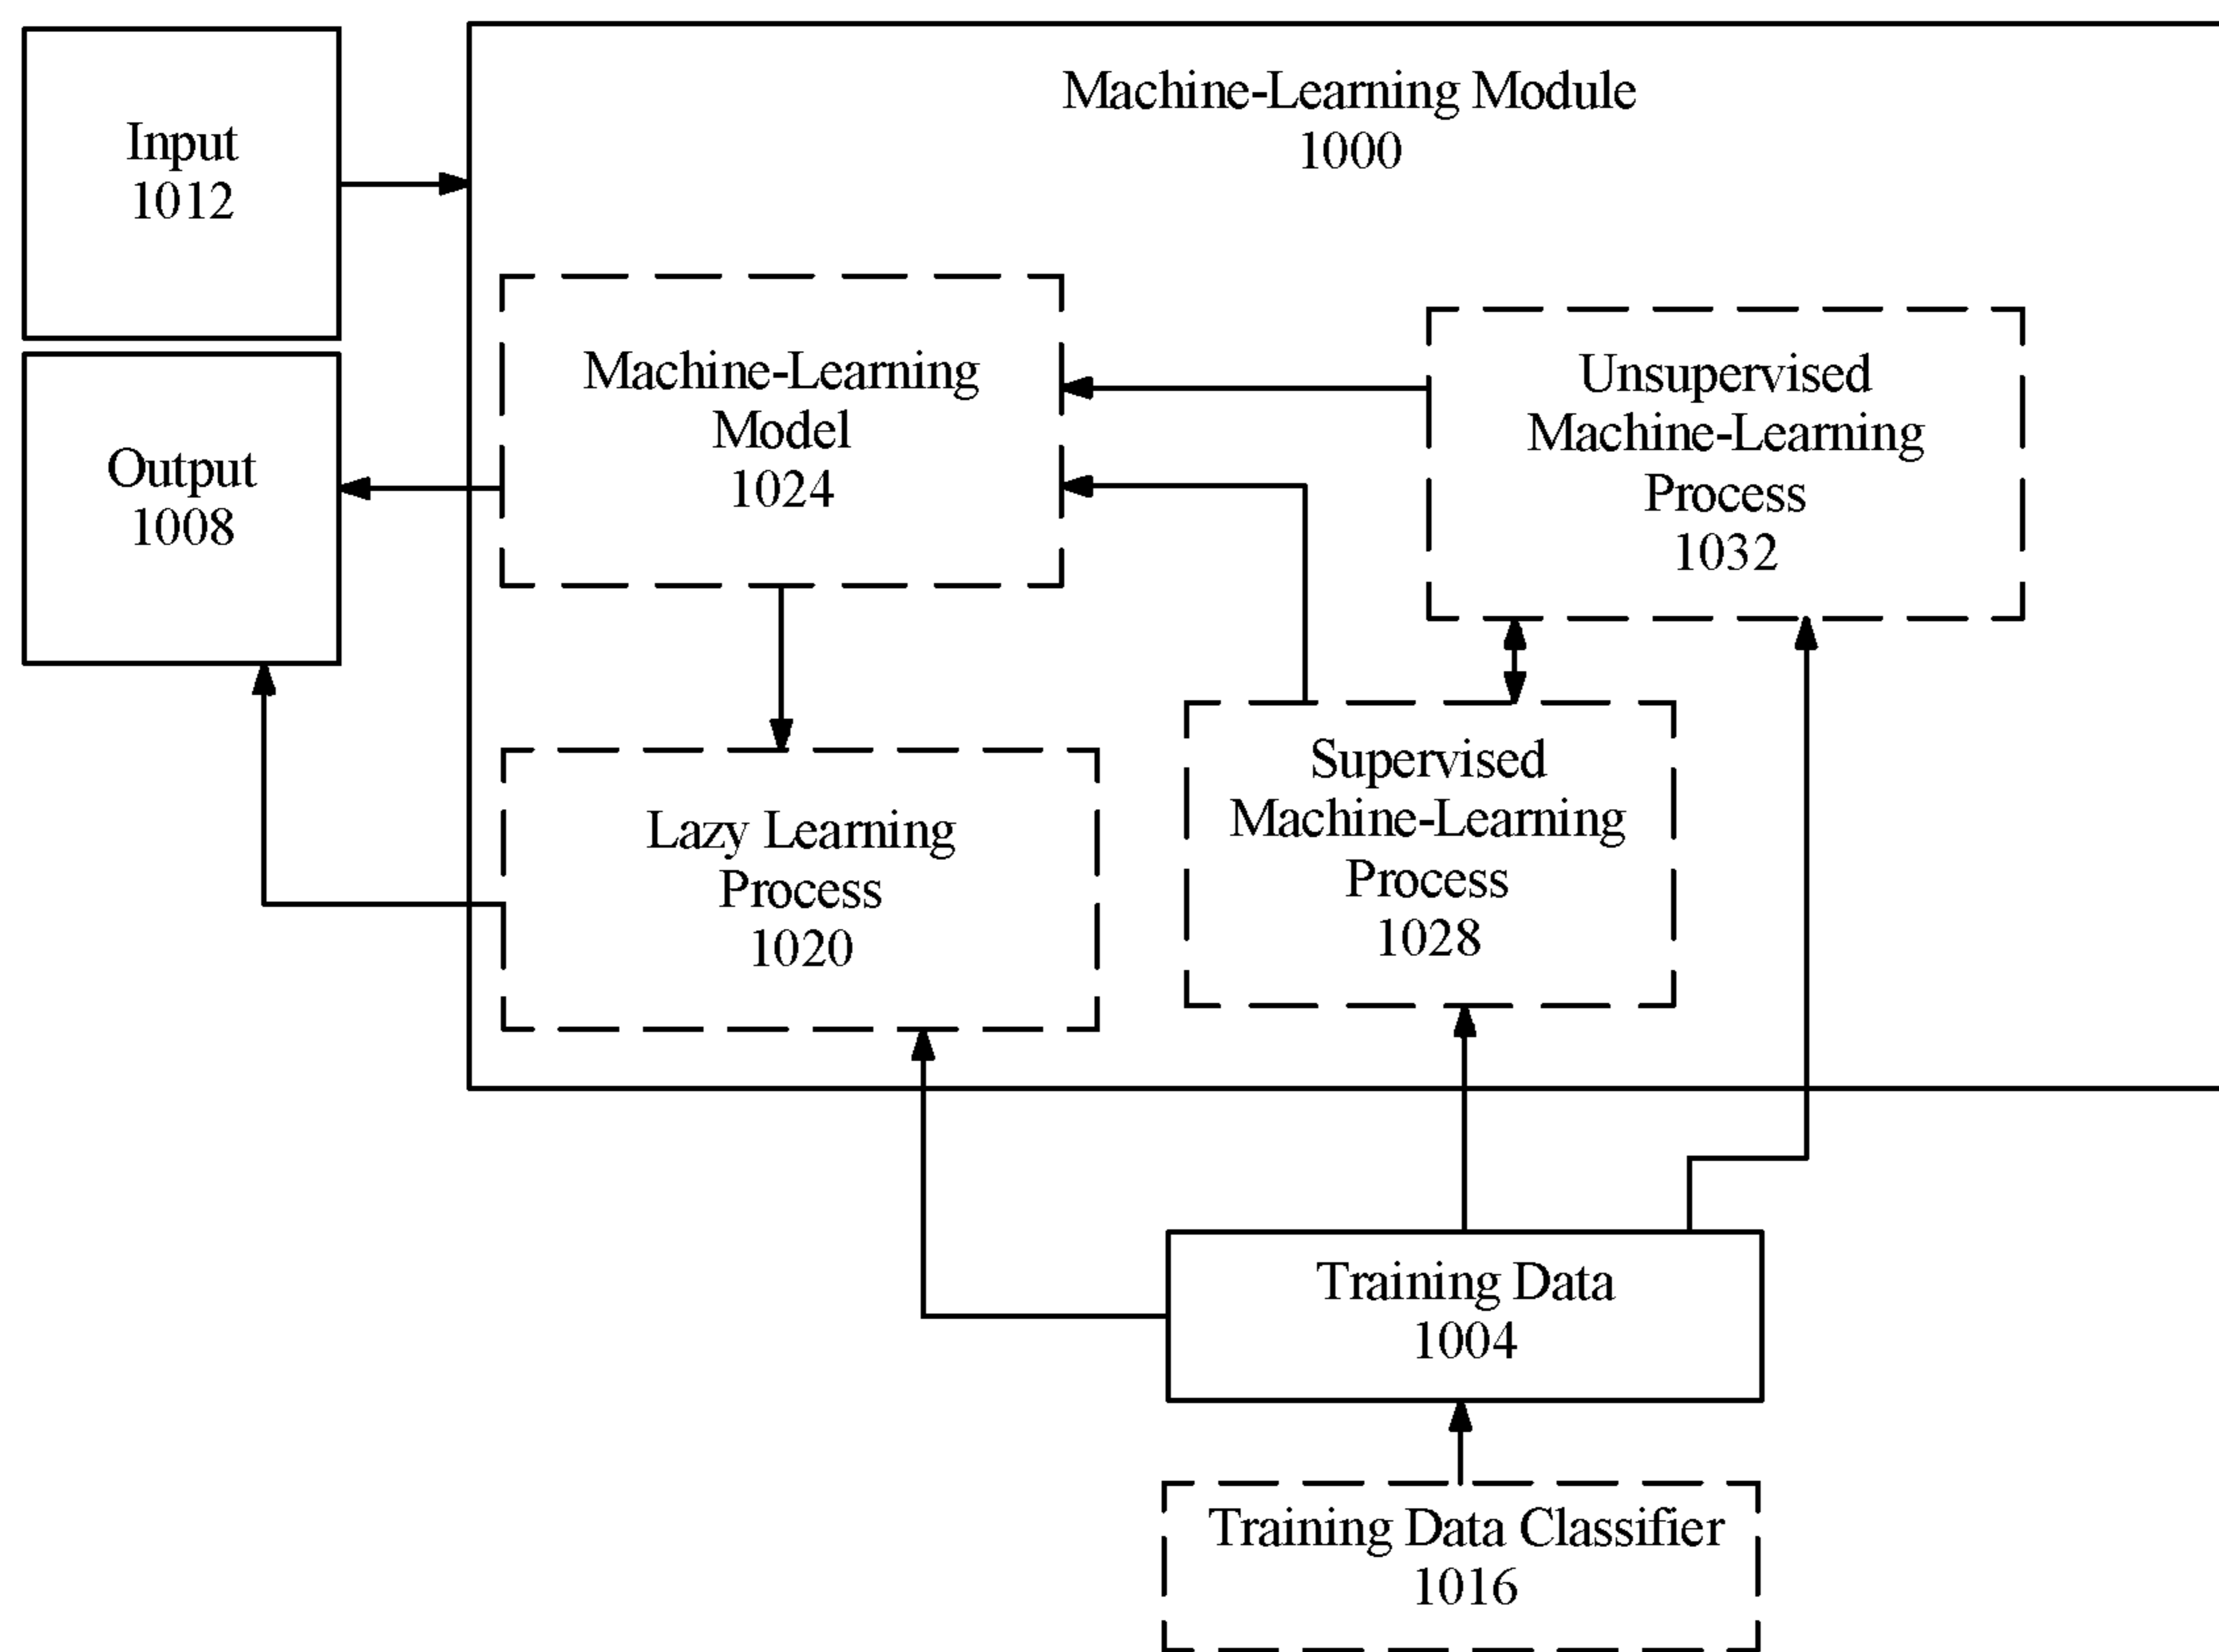 Machine-Learning Module
1000
Input
1012
Output
1008
Machine-Learning
Model
1024
Unsupervised
Machine-Learning
Process
1032
Lazy Learning
Process
1020
Supervised
Machine-Learning
Process
1028
Training Data
1004
Training Data Classifier
1016